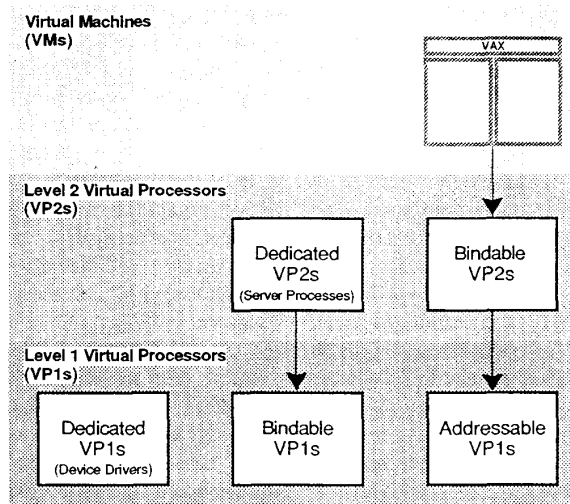 Virtual Machines
(VMs)
VAX
Level 2 Virtual Processors
(VP2s)
Dedicated
VP2s
(Server Processes)
Bindable
VP2s
Level 1 Virtual Processors
(VP1s)
Dedicated
VP1s
(Device Drivers)
Bindable
VP1s
Addressable
VP1s